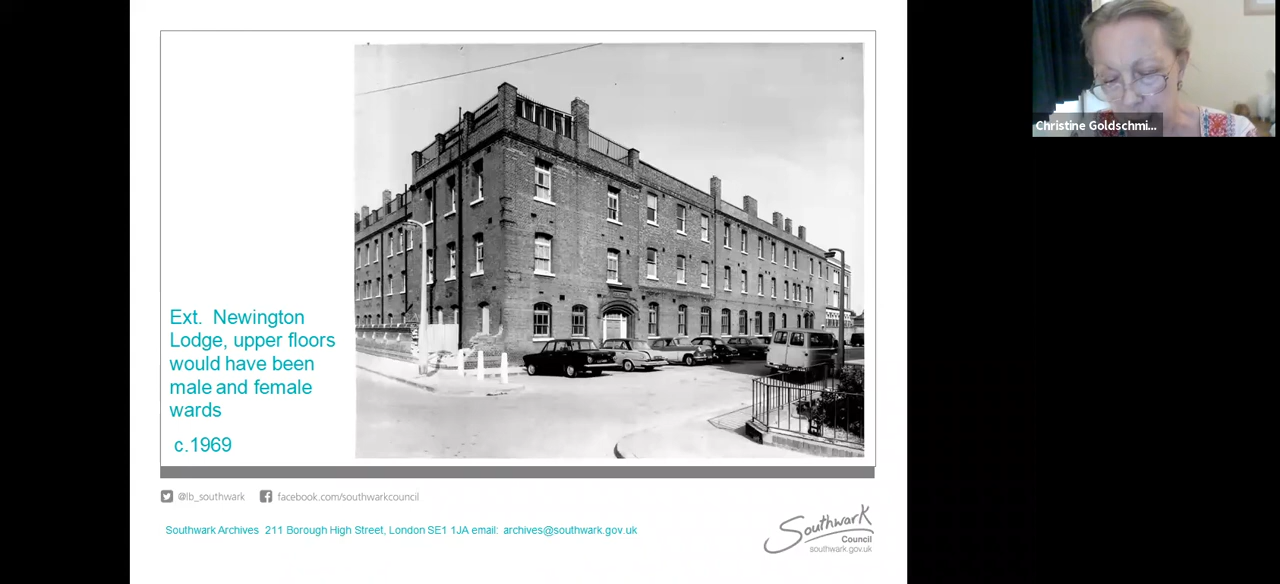 Christine Goldschmi...
Ext. Newington
Lodge, upper floors
would have been
male and female
wards
c.1969
@lb_southwark facebook.com/southwarkcouncil
Southwark Archives 211 Borough High Street, London SE1 1JA email: archives@southwark.gov.uk
Southwark
Council
southwark.gov.uk